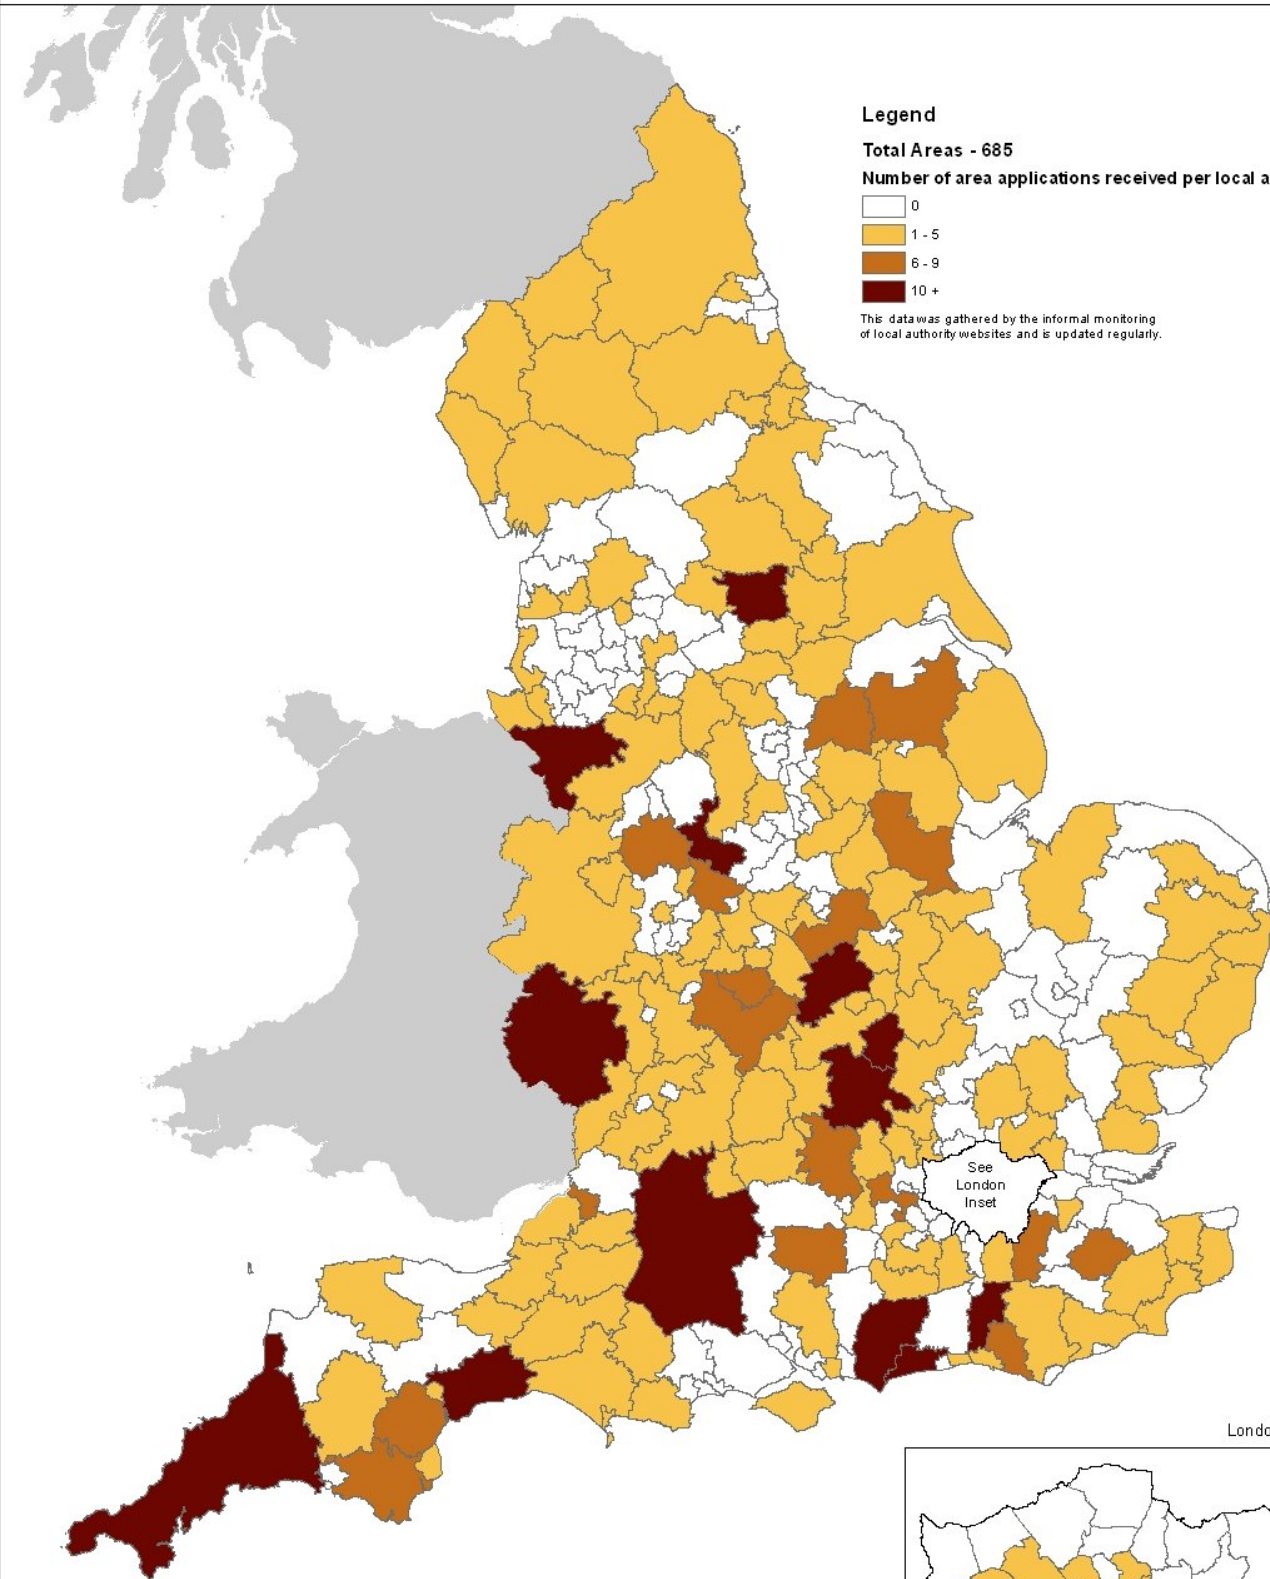 Legend
Total Areas - 685
Number of area applications received per local a
0
1 - 5
6 - 9
10 +
This data was gathered by the informal monitoring
of local authority websites and is updated regularly.
See
London
Inset
Londo